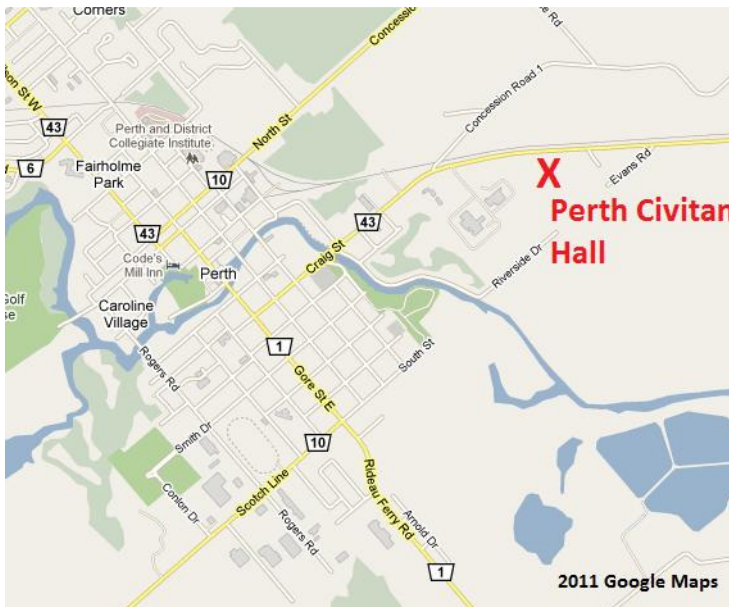 Corners
Concession
Concession Road 1
son St W
43
North St
Perth and District
Collegiate Institute
6
Fairholme
Park
10
Evans Rd
X
Perth Civitan
Hall
43
43
Code's
Mill Inn
Craig St
Perth
Riverside Dr
Golf
se
Caroline
Village
1
Rogers Rd
South St
Gore St E
Smith Dr
10
Scotch Line
Rideau Ferry Rd
Conlon Dr
Rogers Rd
Arnold Dr
1
2011 Google Maps